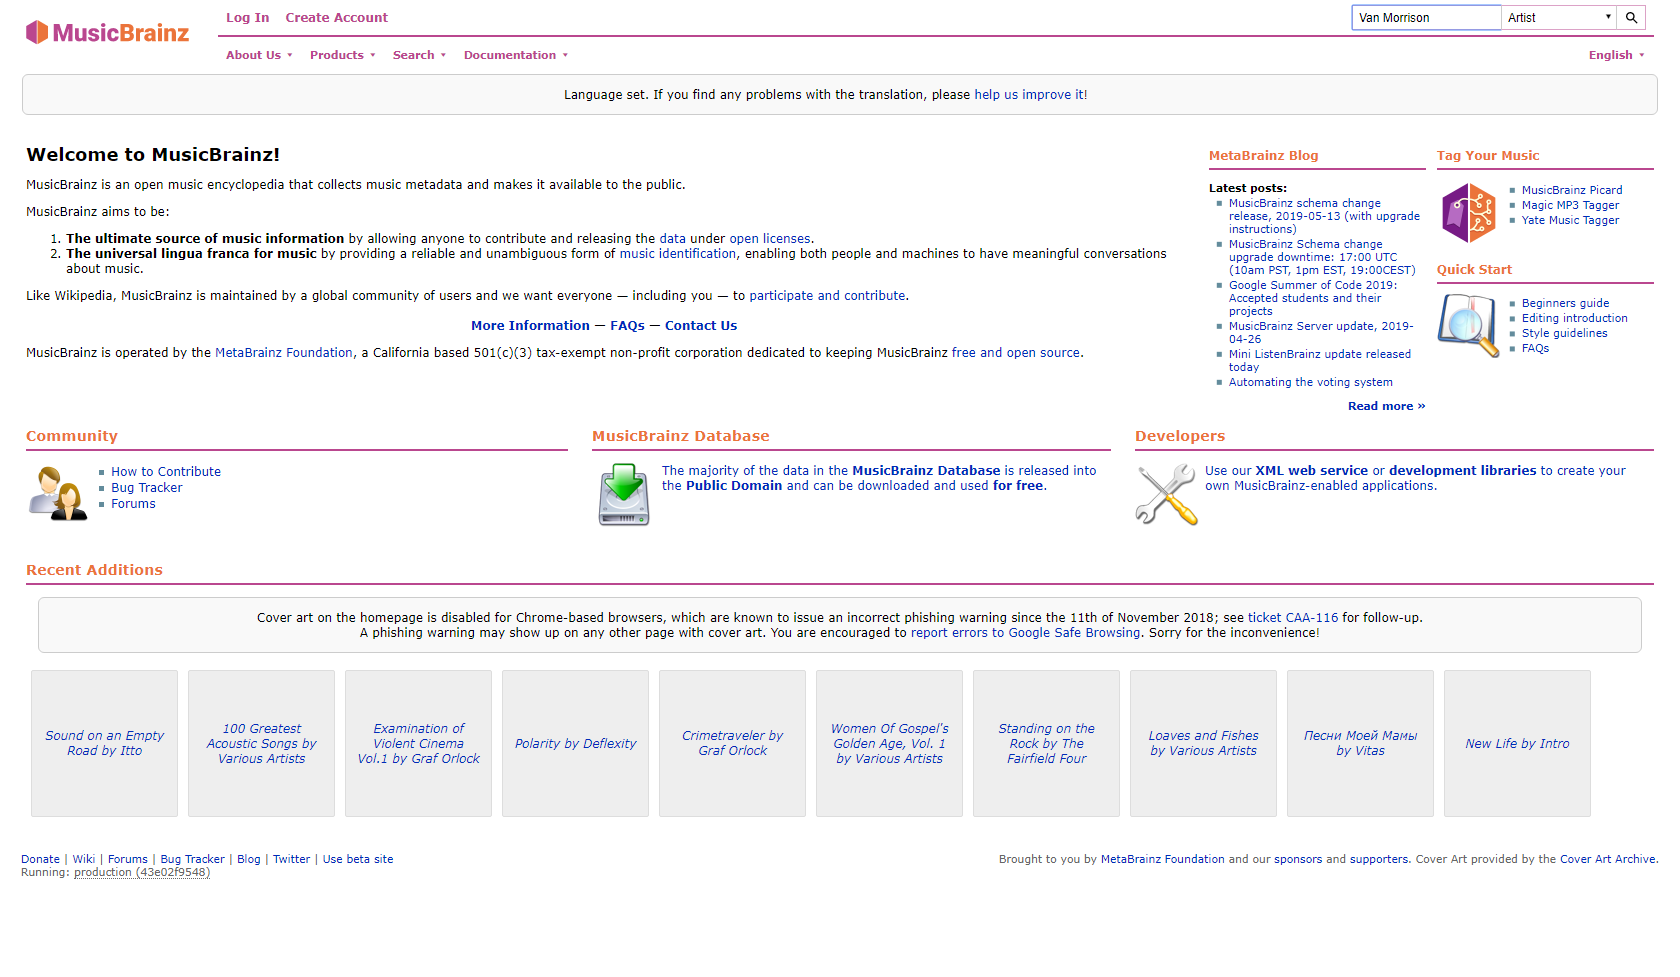 MusicBrainz
Log In Create Account
Van Morrison Artist
About Us Products Search Documentation English
Language set. If you find any problems with the translation, please help us improve it!
Welcome to MusicBrainz!
MusicBrainz is an open music encyclopedia that collects music metadata and makes it available to the public.
MusicBrainz aims to be:
1. The ultimate source of music information by allowing anyone to contribute and releasing the data under open licenses.
2. The universal lingua franca for music by providing a reliable and unambiguous form of music identification, enabling both people and machines to have meaningful conversations
about music.
Like Wikipedia, MusicBrainz is maintained by a global community of users and we want everyone — including you — to participate and contribute.
More Information — FAQs — Contact Us
MusicBrainz is operated by the MetaBrainz Foundation, a California based 501(c)(3) tax-exempt non-profit corporation dedicated to keeping MusicBrainz free and open source.
MetaBrainz Blog
Latest posts:
MusicBrainz schema change
release, 2019-05-13 (with upgrade
instructions)
MusicBrainz Schema change
upgrade downtime: 17:00 UTC
(10am PST, 1pm EST, 19:00CEST)
Google Summer of Code 2019:
Accepted students and their
projects
MusicBrainz Server update, 2019-
04-26
Mini ListenBrainz update released
today
Automating the voting system
Read more »
Tag Your Music
MusicBrainz Picard
Magic MP3 Tagger
Yate Music Tagger
Quick Start
Beginners guide
Editing introduction
Style guidelines
FAQs
Community
How to Contribute
Bug Tracker
Forums
MusicBrainz Database
The majority of the data in the MusicBrainz Database is released into
the Public Domain and can be downloaded and used for free.
Developers
Use our XML web service or development libraries to create your
own MusicBrainz-enabled applications.
Recent Additions
Cover art on the homepage is disabled for Chrome-based browsers, which are known to issue an incorrect phishing warning since the 11th of November 2018; see ticket CAA-116 for follow-up.
A phishing warning may show up on any other page with cover art. You are encouraged to report errors to Google Safe Browsing. Sorry for the inconvenience!
Sound on an Empty
Road by Itto
100 Greatest
Acoustic Songs by
Various Artists
Examination of
Violent Cinema
Vol.1 by Graf Orlock
Polarity by Deflexity
Crimetraveler by
Graf Orlock
Women Of Gospel's
Golden Age, Vol. 1
by Various Artists
Standing on the
Rock by The
Fairfield Four
Loaves and Fishes
by Various Artists
Песни Моей Мамы
by Vitas
New Life by Intro
Donate | Wiki | Forums | Bug Tracker | Blog | Twitter | Use beta site
Running: production (43e02f9548)
Brought to you by MetaBrainz Foundation and our sponsors and supporters. Cover Art provided by the Cover Art Archive.